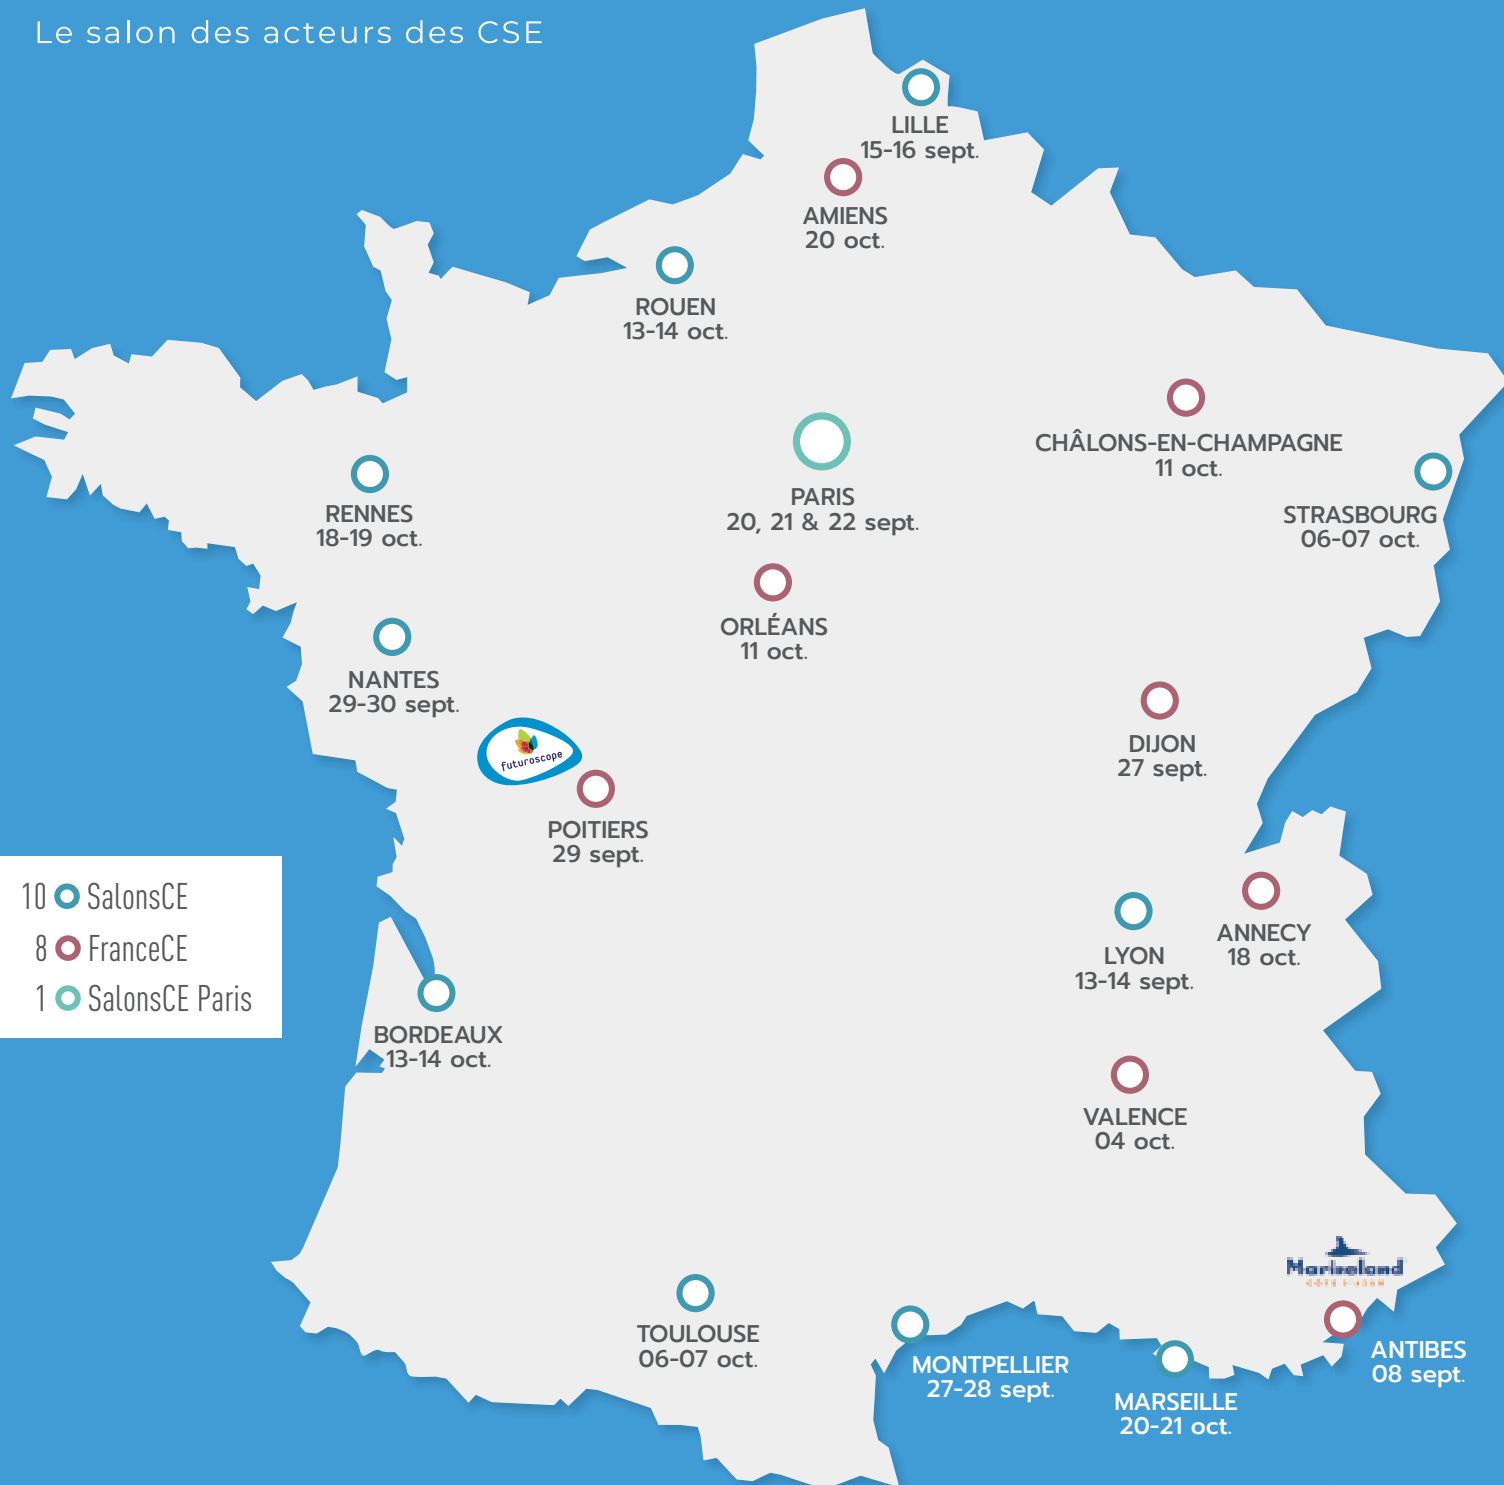 Le salon des acteurs des CSE
LILLE
15-16 sept.
AMIENS
20 oct.
ROUEN
13-14 oct.
CHÂLONS-EN-CHAMPAGNE
11 oct.
PARIS
20, 21 & 22 sept.
STRASBOURG
06-07 oct.
RENNES
18-19 oct.
ORLÉANS
11 oct.
NANTES
29-30 sept.
futuroscope
DIJON
27 sept.
POITIERS
29 sept.
10 SalonsCE
8 FranceCE
1 SalonsCE Paris
ANNECY
18 oct.
LYON
13-14 sept.
BORDEAUX
13-14 oct.
VALENCE
04 oct.
Marineland
CÔTE D'AZUR
TOULOUSE
06-07 oct.
MONTPELLIER
27-28 sept.
ANTIBES
08 sept.
MARSEILLE
20-21 oct.